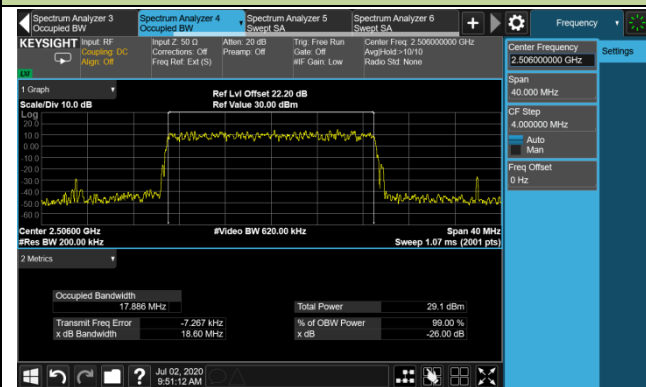 Spectrum Analyzer 3
Occupied BW
Spectrum Analyzer 4
Occupied BW
Spectrum Analyzer 5
Swept SA
Spectrum Analyzer 6
Swept SA
+
Frequency
KEYSIGHT
Input: RF
Coupling: DC
Align: Off
Input Z: 50 Ω
Corrections: Off
Freq Ref: Ext (S)
Atten: 20 dB
Preamp: Off
Trig: Free Run
Gate: Off
#IF Gain: Low
Center Freq: 2.506000000 GHz
Avg|Hold:>10/10
Radio Std: None
LXI
Center Frequency
2.506000000 GHz
Settings
Span
40.000 MHz
CF Step
4.000000 MHz
Auto
Man
Freq Offset
0 Hz
1 Graph
Scale/Div 10.0 dB
Ref Lvl Offset 22.20 dB
Ref Value 30.00 dBm
Log
20.0
10.0
0.00
-10.0
-20.0
-30.0
-40.0
-50.0
-60.0
Center 2.50600 GHz
#Video BW 620.00 kHz
Span 40 MHz
#Res BW 200.00 kHz
Sweep 1.07 ms (2001 pts)
2 Metrics
Occupied Bandwidth
17.886 MHz
Total Power
29.1 dBm
Transmit Freq Error
-7.267 kHz
% of OBW Power
99.00 %
x dB Bandwidth
18.60 MHz
x dB
-26.00 dB
?
Jul 02, 2020
9:51:12 AM